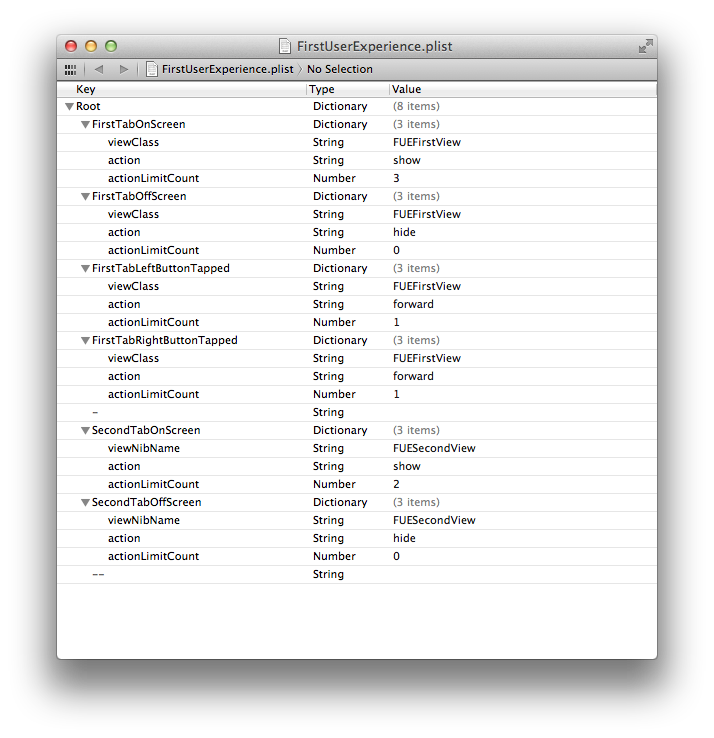 FirstUserExperience.plist
FirstUserExperience.plist No Selection
Key Type Value
Root Dictionary (8 items)
FirstTabOnScreen Dictionary (3 items)
viewClass String FUEFirstView
action String show
actionLimitCount Number 3
FirstTabOffScreen Dictionary (3 items)
viewClass String FUEFirstView
action String hide
actionLimitCount Number 0
FirstTabLeftButtonTapped Dictionary (3 items)
viewClass String FUEFirstView
action String forward
actionLimitCount Number 1
FirstTabRightButtonTapped Dictionary (3 items)
viewClass String FUEFirstView
action String forward
actionLimitCount Number 1
- String
SecondTabOnScreen Dictionary (3 items)
viewNibName String FUESecondView
action String show
actionLimitCount Number 2
SecondTabOffScreen Dictionary (3 items)
viewNibName String FUESecondView
action String hide
actionLimitCount Number 0
-- String